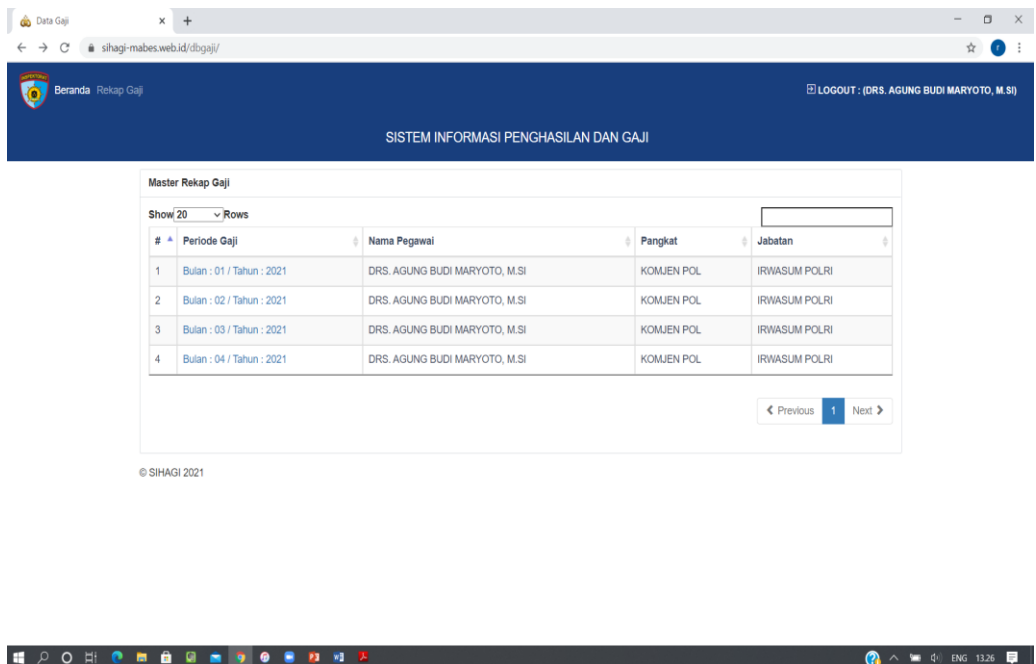 Data Gaji
sihagi-mabes.web.id/dbgaji/
r
Beranda Rekap Gaji
LOGOUT : (DRS. AGUNG BUDI MARYOTO, M.SI)
SISTEM INFORMASI PENGHASILAN DAN GAJI
Master Rekap Gaji
Show 20 Rows
# Periode Gaji Nama Pegawai Pangkat Jabatan
1 Bulan : 01 / Tahun : 2021 DRS. AGUNG BUDI MARYOTO, M.SI KOMJEN POL IRWASUM POLRI
2 Bulan : 02 / Tahun : 2021 DRS. AGUNG BUDI MARYOTO, M.SI KOMJEN POL IRWASUM POLRI
3 Bulan : 03 / Tahun : 2021 DRS. AGUNG BUDI MARYOTO, M.SI KOMJEN POL IRWASUM POLRI
4 Bulan : 04 / Tahun : 2021 DRS. AGUNG BUDI MARYOTO, M.SI KOMJEN POL IRWASUM POLRI
Previous 1 Next
© SIHAGI 2021
ENG 13.26